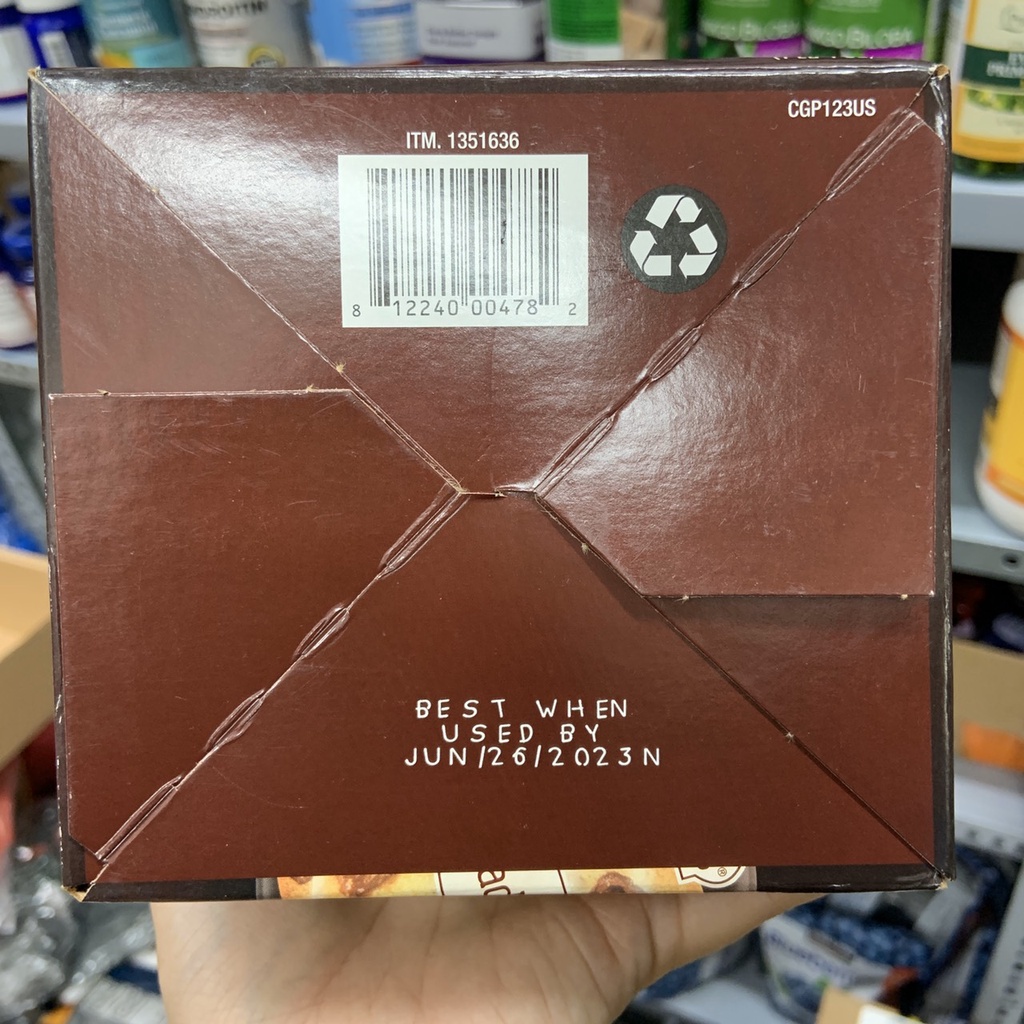 CGP123US
ITM. 1351636
8 12240 00478 2
BEST WHEN
USED BY
JUN/26/2023N